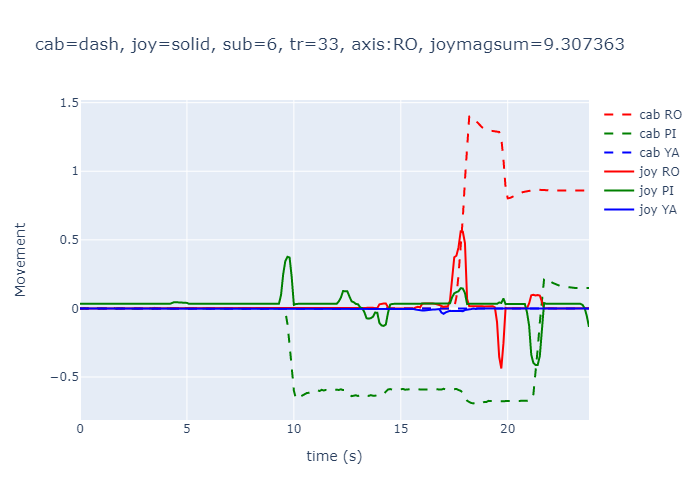 cab=dash, joy=solid, sub=6, tr=33, axis:RO, joymagsum=9.307363
1.5
1
0.5
0
−0.5
0
5
10
15
20
time (s)
Movement
cab RO
cab PI
cab YA
joy RO
joy PI
joy YA